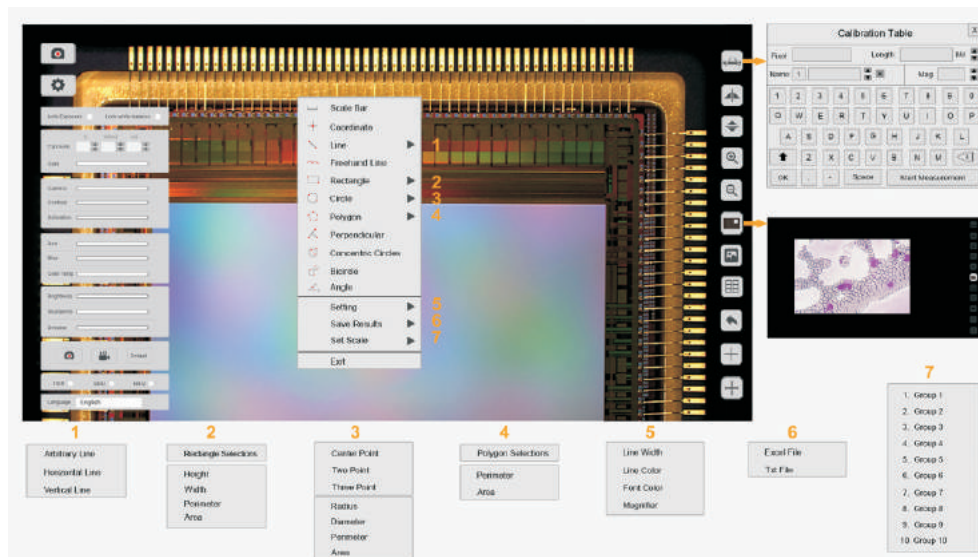 Calibration Table
X
Pixel
Length
Name 1
Mag
1 2 3 4 5 6 7 8 9 0
Q W E R T Y U I O P
A S D F G H J K L
Z X C V B N M
OK . - Space Start Measurement
Auto Exposure
Exposure
Gain
Gamma
Contrast
Saturation
Red
Blue
Brightness
Sharpness
Default
Language English
Scale Bar
Coordinate
Line 1
Freehand Line
Rectangle 2
Circle 3
Polygon 4
Perpendicular
Concentric Circles
Bicircle
Angle
Setting 5
Save Results 6
Set Scale 7
Exit
1
Arbitrary Line
Horizontal Line
Vertical Line
2
Rectangle Selections
Height
Width
Perimeter
Area
3
Center Point
Two Point
Three Point
Radius
Diameter
Perimeter
Area
4
Polygon Selections
Perimeter
Area
5
Line Width
Line Color
Font Color
Magnifier
6
Excel File
Txt File
7
1. Group 1
2. Group 2
3. Group 3
4. Group 4
5. Group 5
6. Group 6
7. Group 7
8. Group 8
9. Group 9
10. Group 10